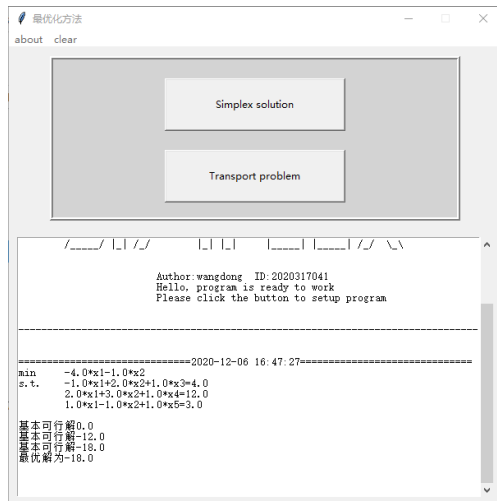 最优化方法
about clear
Simplex solution
Transport problem
/_____/ |_| /_/ |_| |_| |_____| |_____| /_/ \_\
Author:wangdong ID:2020317041
Hello, program is ready to work
Please click the button to setup program
--------------------------------------------------------------------------------
==============================2020-12-06 16:47:27==============================
min -4.0*x1-1.0*x2
s.t. -1.0*x1+2.0*x2+1.0*x3=4.0
2.0*x1+3.0*x2+1.0*x4=12.0
1.0*x1-1.0*x2+1.0*x5=3.0
基本可行解0.0
基本可行解-12.0
基本可行解-18.0
最优解为-18.0